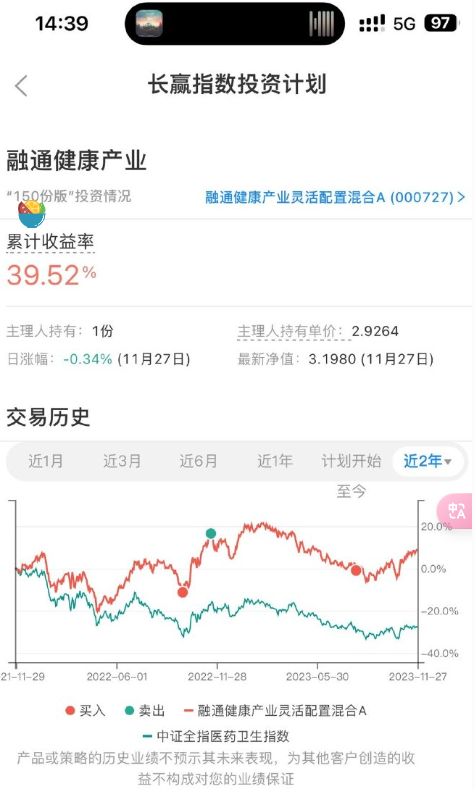 14:39
5G
97
长赢指数投资计划
融通健康产业
“150份版”投资情况
融通健康产业灵活配置混合A (000727)
累计收益率
39.52%
主理人持有：1份
主理人持有单价：2.9264
日涨幅：-0.34% (11月27日)
最新净值：3.1980 (11月27日)
交易历史
近1月 近3月 近6月 近1年 计划开始至今 近2年
中 A
20.0%
0.0%
-20.0%
-40.0%
21-11-29 2022-06-01 2022-11-28 2023-05-30 2023-11-27
买入 卖出 融通健康产业灵活配置混合A
中证全指医药卫生指数
产品或策略的历史业绩不预示其未来表现，为其他客户创造的收
益不构成对您的业绩保证